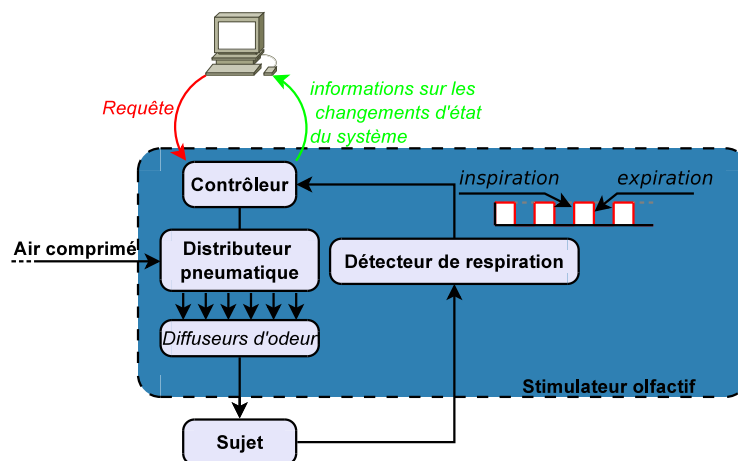 Requête
informations sur les
changements d'état
du système
Contrôleur
inspiration
expiration
Air comprimé
Distributeur
pneumatique
Détecteur de respiration
Diffuseurs d'odeur
Stimulateur olfactif
Sujet